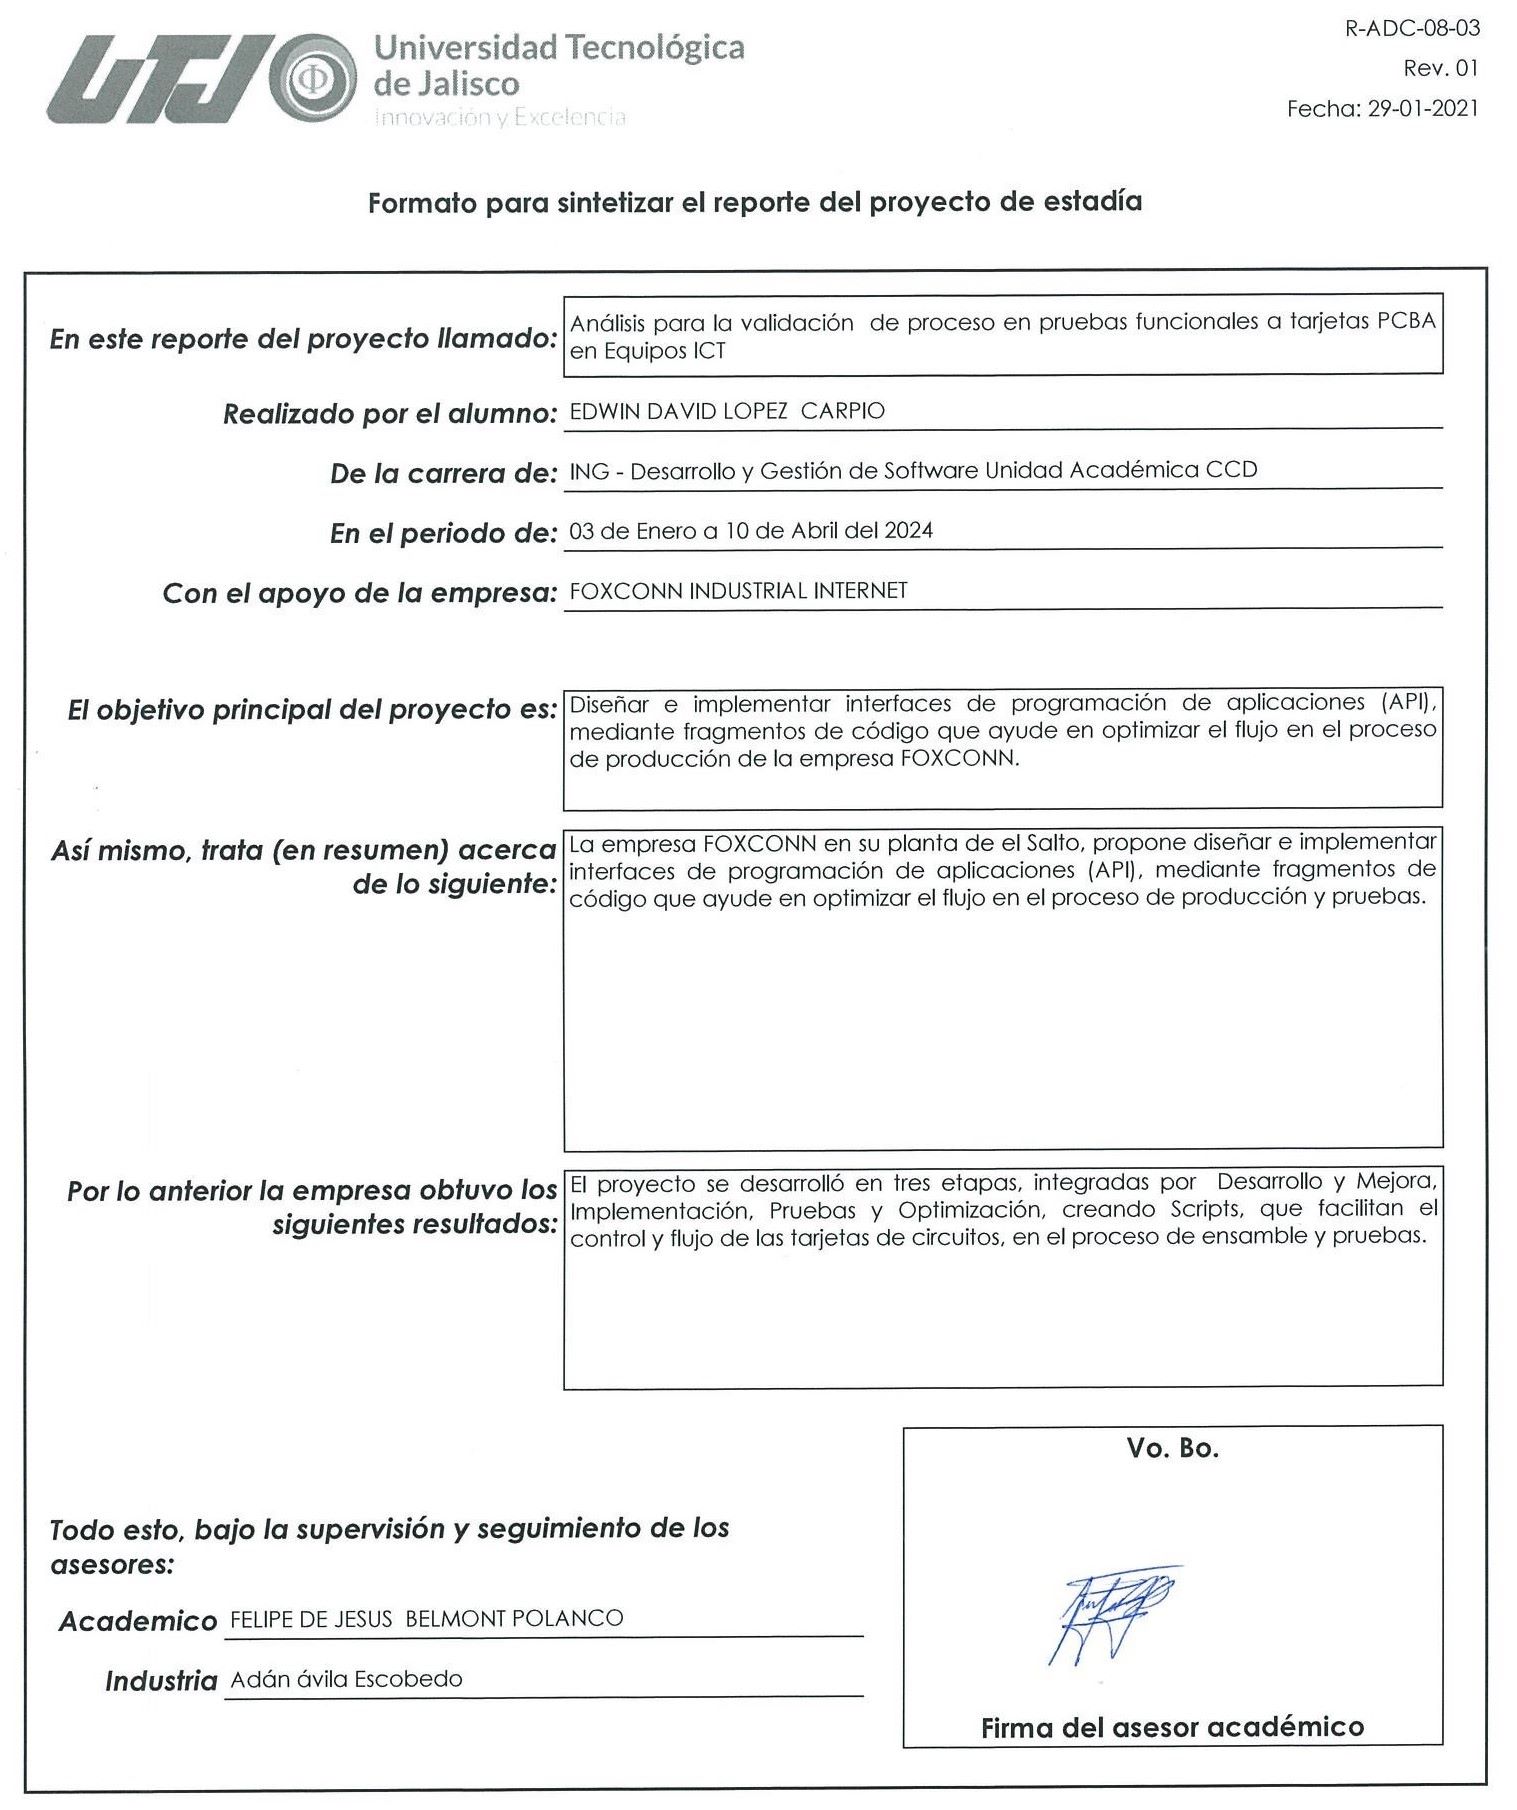 UTJ
Universidad Tecnológica
de Jalisco
Innovación y Excelencia
R-ADC-08-03
Rev. 01
Fecha: 29-01-2021
Formato para sintetizar el reporte del proyecto de estadía
En este reporte del proyecto llamado:
Análisis para la validación de proceso en pruebas funcionales a tarjetas PCBA
en Equipos ICT
Realizado por el alumno: EDWIN DAVID LOPEZ CARPIO
De la carrera de: ING - Desarrollo y Gestión de Software Unidad Académica CCD
En el periodo de: 03 de Enero a 10 de Abril del 2024
Con el apoyo de la empresa: FOXCONN INDUSTRIAL INTERNET
El objetivo principal del proyecto es:
Diseñar e implementar interfaces de programación de aplicaciones (API),
mediante fragmentos de código que ayude en optimizar el flujo en el proceso
de producción de la empresa FOXCONN.
Así mismo, trata (en resumen) acerca
de lo siguiente:
La empresa FOXCONN en su planta de el Salto, propone diseñar e implementar
interfaces de programación de aplicaciones (API), mediante fragmentos de
código que ayude en optimizar el flujo en el proceso de producción y pruebas.
Por lo anterior la empresa obtuvo los
siguientes resultados:
El proyecto se desarrolló en tres etapas, integradas por Desarrollo y Mejora,
Implementación, Pruebas y Optimización, creando Scripts, que facilitan el
control y flujo de las tarjetas de circuitos, en el proceso de ensamble y pruebas.
Todo esto, bajo la supervisión y seguimiento de los
asesores:
Academico FELIPE DE JESUS BELMONT POLANCO
Industria Adán ávila Escobedo
Vo. Bo.
Firma del asesor académico